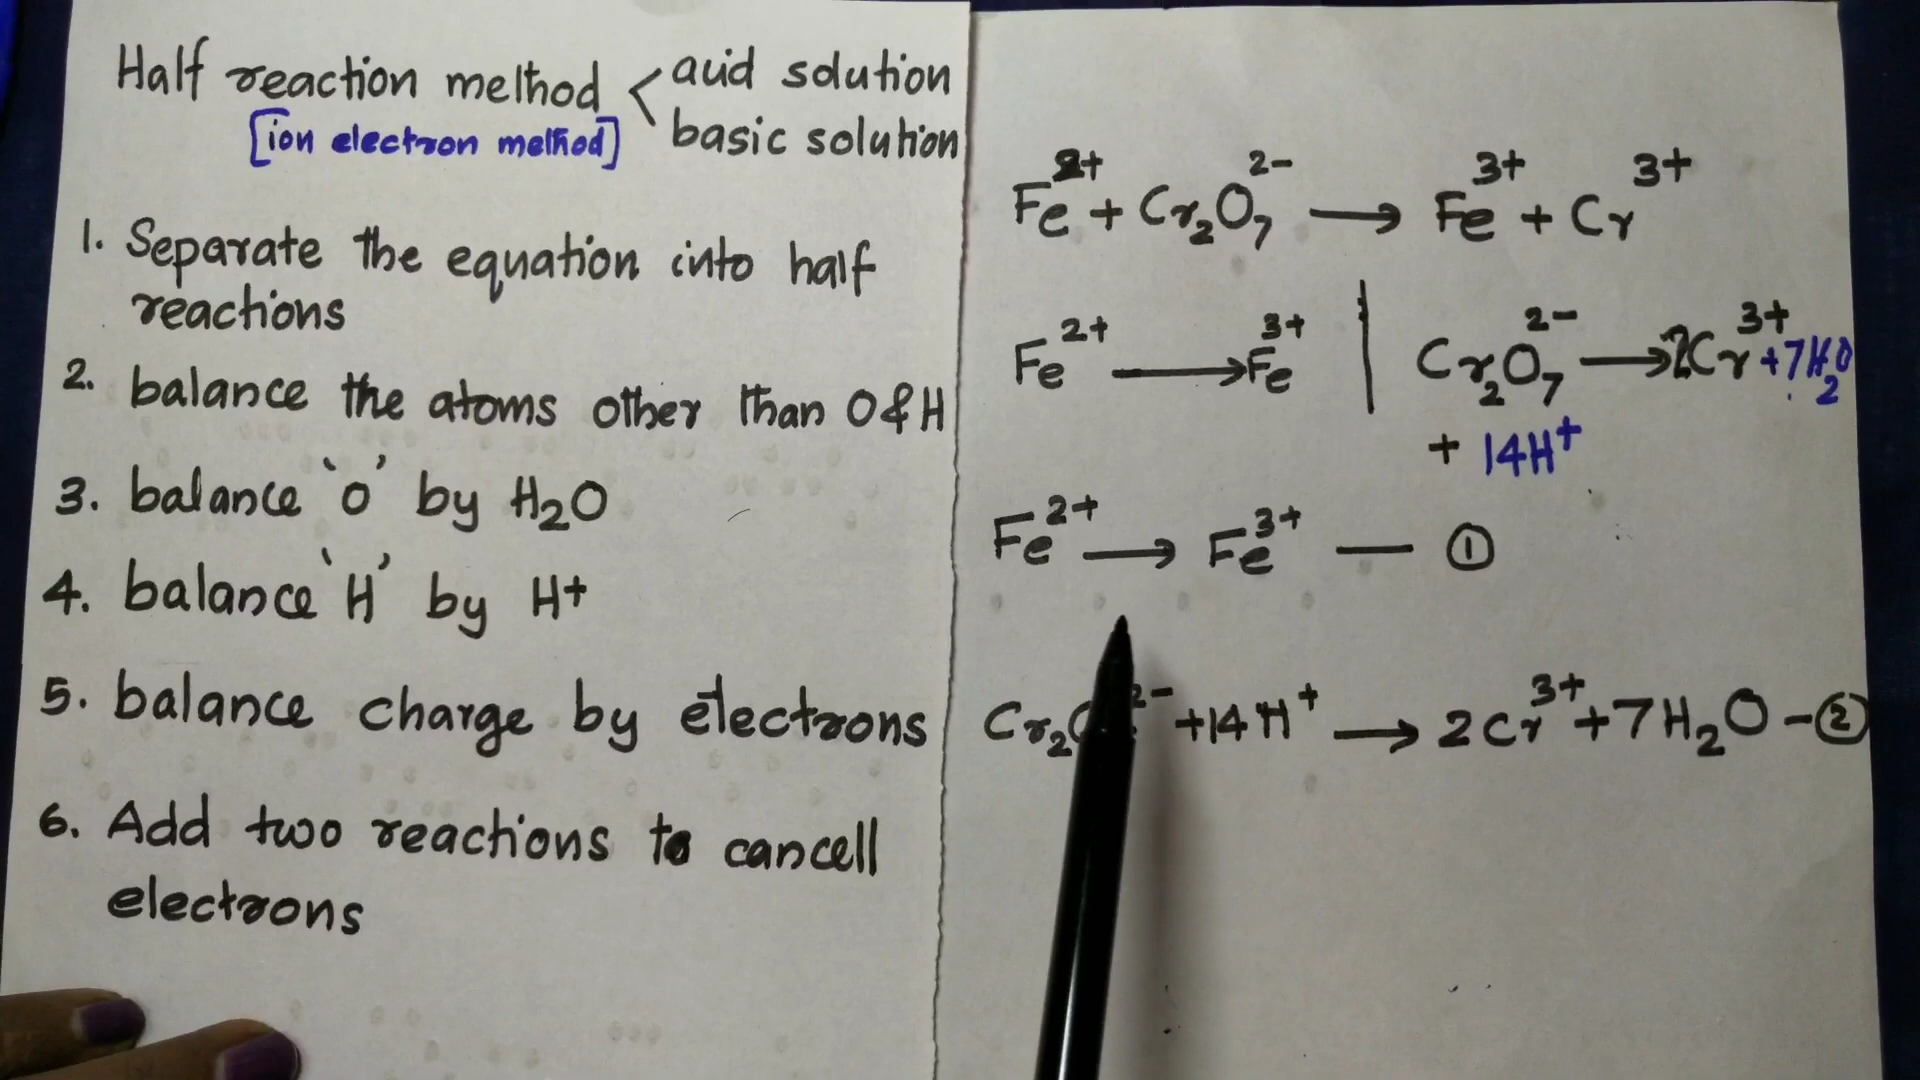 Half reaction method < acid solution
[ion electron method] basic solution
1. Separate the equation into half
reactions
2. balance the atoms other than O & H
3. balance 'o' by H₂O
4. balance 'H' by H+
5. balance charge by electrons
6. Add two reactions to cancell
electrons
Fe²⁺ + Cr₂O₇²⁻ → Fe³⁺ + Cr³⁺
Fe²⁺ → Fe³⁺ | Cr₂O₇²⁻ → 2Cr³⁺ + 7H₂O
+ 14H⁺
Fe²⁺ → Fe³⁺ — ①
Cr₂ ²⁻ + 14H⁺ → 2Cr³⁺ + 7H₂O - ②